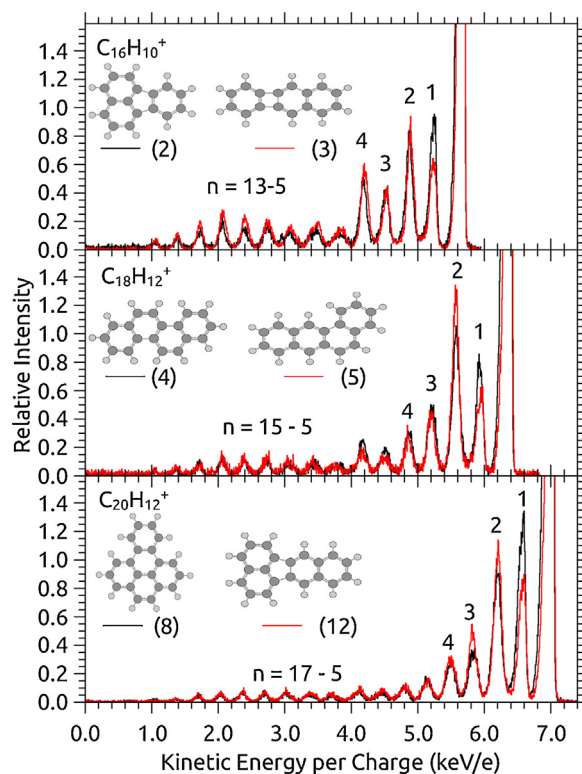 C₁₆H₁₀⁺
(2) (3)
n = 13-5
4 3 2 1
1.4
1.2
1.0
0.8
0.6
0.4
0.2
0.0
C₁₈H₁₂⁺
(4) (5)
n = 15 - 5
4 3 2 1
1.4
1.2
1.0
0.8
0.6
0.4
0.2
0.0
C₂₀H₁₂⁺
(8) (12)
n = 17 - 5
4 3 2 1
1.4
1.2
1.0
0.8
0.6
0.4
0.2
0.0
Relative Intensity
0.0 1.0 2.0 3.0 4.0 5.0 6.0 7.0
Kinetic Energy per Charge (keV/e)